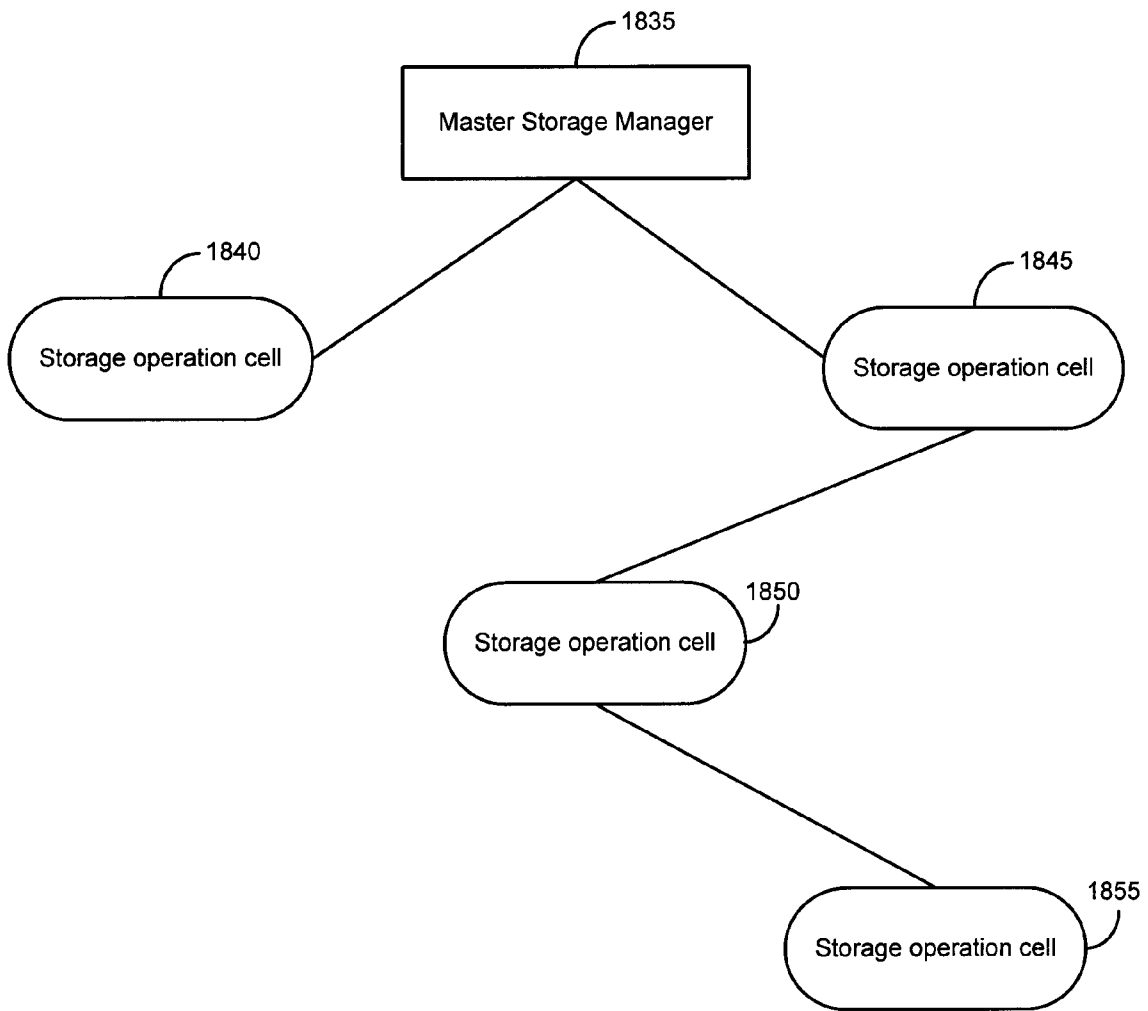 1835
Master Storage Manager
1840
1845
Storage operation cell
Storage operation cell
1850
Storage operation cell
1855
Storage operation cell